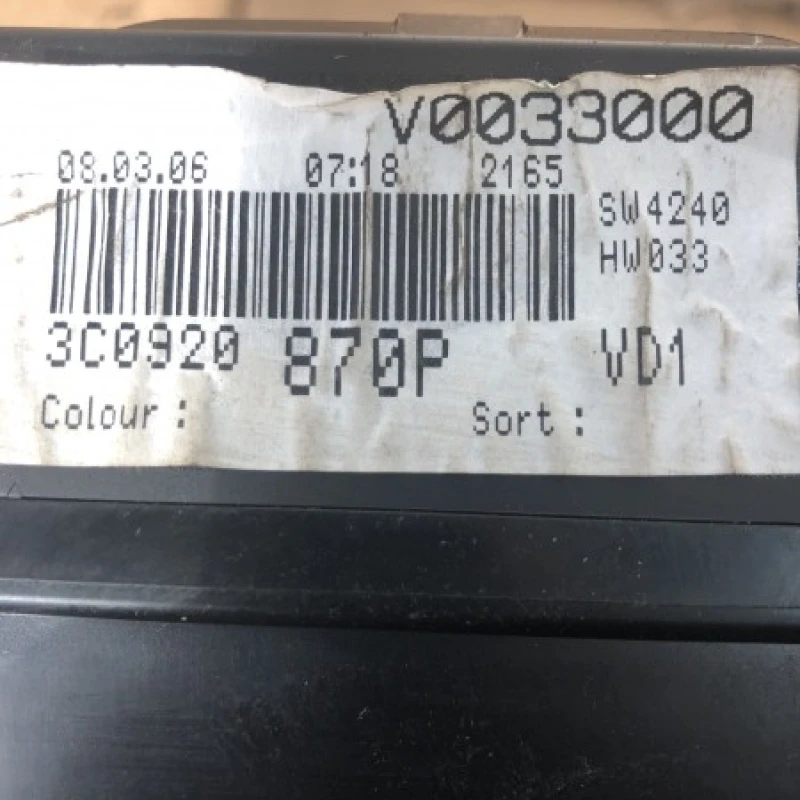 V0033000
08.03.06 07:18 2165
SW4240
HW033
3C0920 870P VD1
Colour : Sort :